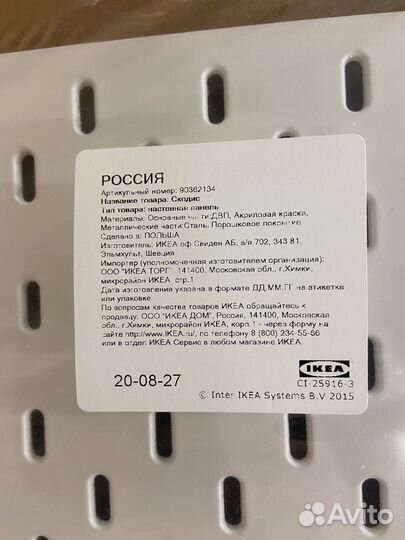 РОССИЯ
Артикульный номер: 90362134
Название товара: Скодис
Тип товара: настенная панель
Материалы: Основные части:ДВП, Акриловая краска,
Металлические части:Сталь, Порошковое покрытие
Сделано в: ПОЛЬША
Изготовитель: ИКЕА оф Свиден АБ, а/я 702, 343 81,
Эльмхульт, Швеция
Импортер (уполномоченная изготовителем организация):
ООО "ИКЕА ТОРГ" 141400, Московская обл., г.Химки,
микрорайон ИКЕА, стр.1
Дата изготовления указана в формате ДД.ММ.ГГ на этикетке
или упаковке
По вопросам качества товаров ИКЕА обращайтесь к
продавцу: ООО "ИКЕА ДОМ", Россия, 141400, Московская
обл., г.Химки, микрорайон ИКЕА, корп.1 - через форму на
сайте http://www.IKEA.ru/, по телефону 8 (800) 234-55-66
или в отдел ИКЕА Сервис в любом магазине ИКЕА.
IKEA
20-08-27
CI-25916-3
© Inter IKEA Systems B.V 2015
Avito